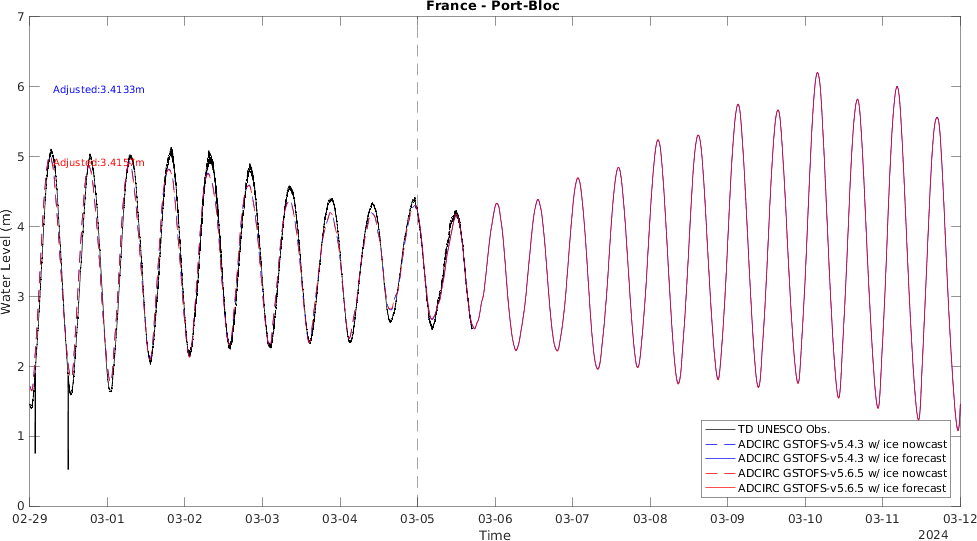 France - Port-Bloc
7
6
5
4
3
2
1
0
Water Level (m)
Adjusted:3.4133m
TD UNESCO Obs.
ADCIRC GSTOFS-v5.4.3 w/ ice nowcast
ADCIRC GSTOFS-v5.4.3 w/ ice forecast
ADCIRC GSTOFS-v5.6.5 w/ ice nowcast
ADCIRC GSTOFS-v5.6.5 w/ ice forecast
02-29 03-01 03-02 03-03 03-04 03-05 03-06 03-07 03-08 03-09 03-10 03-11 03-12
Time
2024